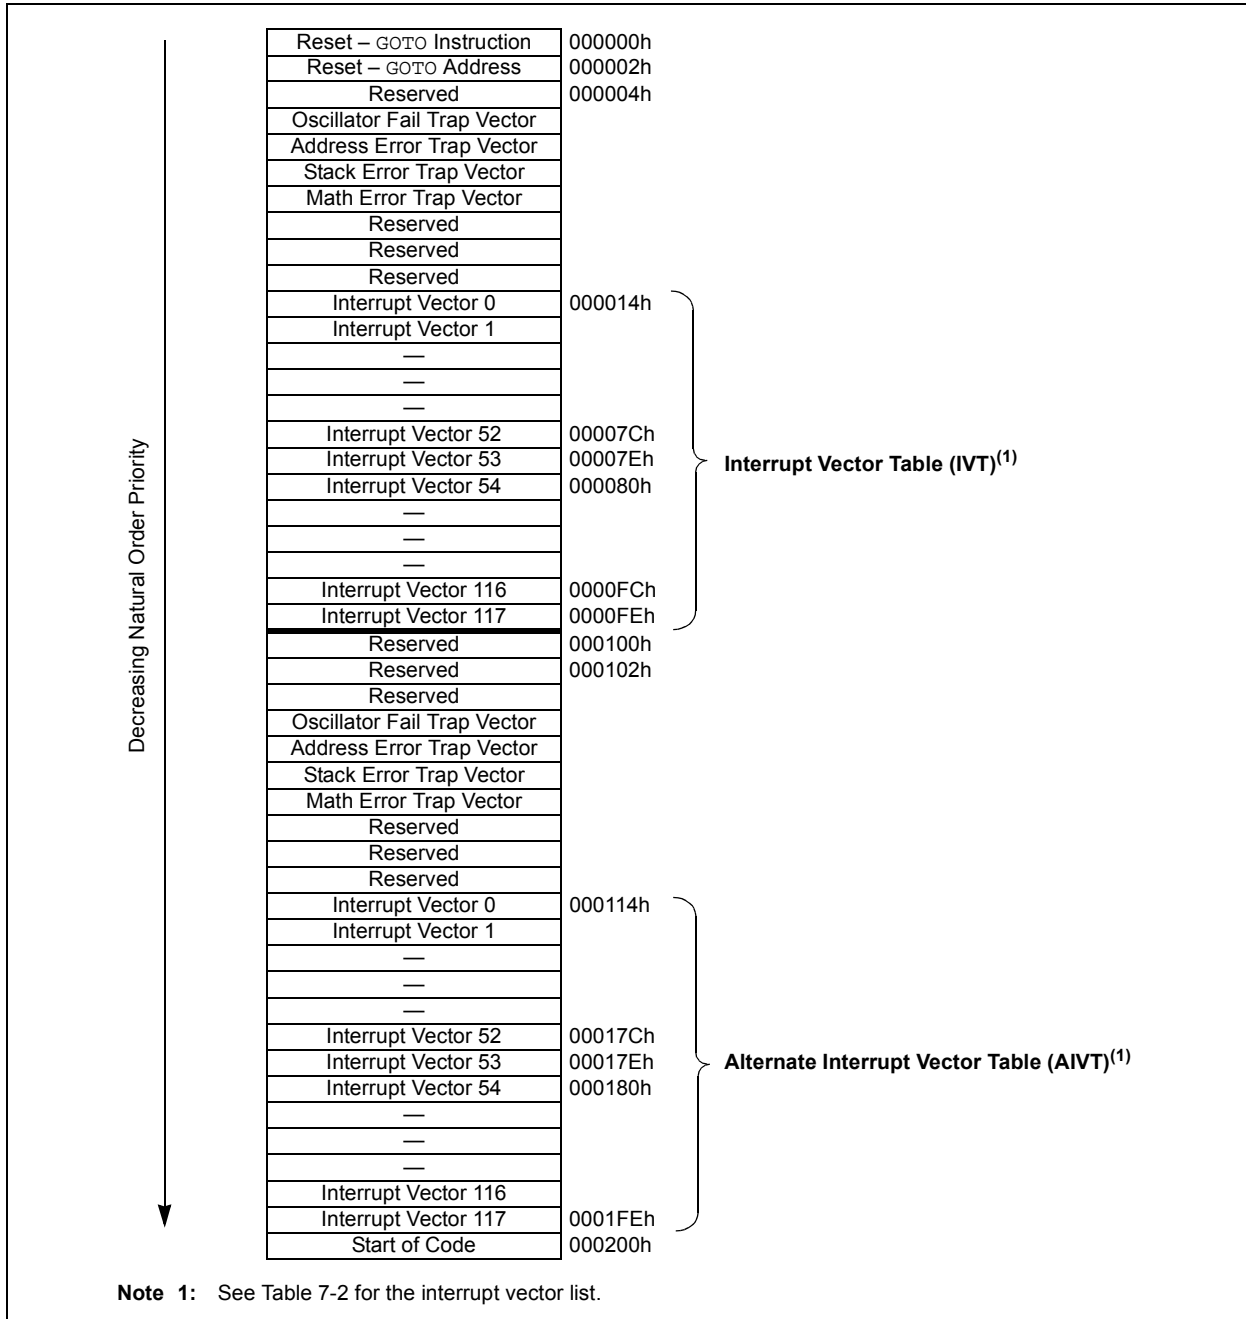 Reset – GOTO Instruction 000000h
Reset – GOTO Address 000002h
Reserved 000004h
Oscillator Fail Trap Vector
Address Error Trap Vector
Stack Error Trap Vector
Math Error Trap Vector
Reserved
Reserved
Reserved
Interrupt Vector 0 000014h
Interrupt Vector 1
—
—
—
Interrupt Vector 52 00007Ch
Interrupt Vector 53 00007Eh
Interrupt Vector 54 000080h
—
—
—
Interrupt Vector 116 0000FCh
Interrupt Vector 117 0000FEh
Interrupt Vector Table (IVT)(1)
Decreasing Natural Order Priority
Reserved 000100h
Reserved 000102h
Reserved
Oscillator Fail Trap Vector
Address Error Trap Vector
Stack Error Trap Vector
Math Error Trap Vector
Reserved
Reserved
Reserved
Interrupt Vector 0 000114h
Interrupt Vector 1
—
—
—
Interrupt Vector 52 00017Ch
Interrupt Vector 53 00017Eh
Interrupt Vector 54 000180h
—
—
—
Interrupt Vector 116
Interrupt Vector 117 0001FEh
Alternate Interrupt Vector Table (AIVT)(1)
Start of Code 000200h
Note 1: See Table 7-2 for the interrupt vector list.